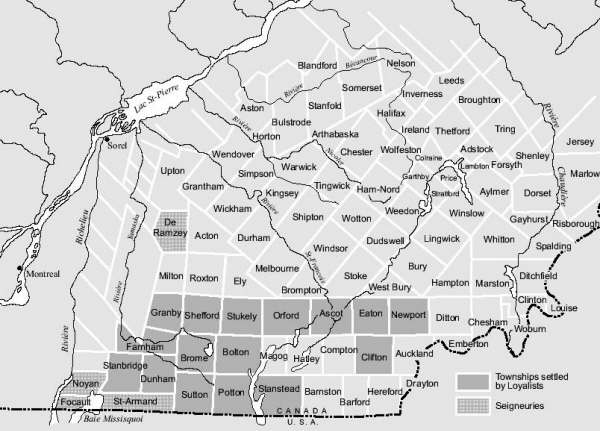 Blandford
Nelson
Rivière
Bécancour
Leeds
Lac St-Pierre
Somerset
Inverness
Broughton
Aston
Stanfold
Halifax
Rivière
Bulstrode
Ireland
Thetford
Tring
Rivière
Chaudière
Horton
Arthabaska
Jersey
Sorel
Wendover
Nicolet
Chester
Wolfeston
Adstock
Shenley
Colraine
Lambton
Forsyth
Upton
Simpson
Warwick
Garthby
Price
Marlow
Grantham
Kingsey
Tingwick
Ham-Nord
Stratford
Aylmer
Dorset
Wickham
Rivière
Weedon
Winslow
De
Ramzey
Shipton
Wotton
Gayhurst
Risborough
Richelieu
Yamaska
Acton
Durham
St-François
Windsor
Dudswell
Lingwick
Whitton
Spalding
Montreal
Milton
Roxton
Ely
Melbourne
Stoke
Bury
Ditchfield
Rivière
Brompton
West Bury
Hampton
Marston
Clinton
Louise
Granby
Shefford
Stukely
Orford
Ascot
Eaton
Newport
Ditton
Chesham
Woburn
Rivière
Farnham
Brome
Bolton
Magog
Hatley
Compton
Clifton
Auckland
Emberton
Stanbridge
Noyan
Dunham
Sutton
Potton
Stanstead
Barnston
Hereford
Drayton
Focault
St-Armand
Barford
Baie Missisquoi
CANADA
U.S.A.
Townships settled
by Loyalists
Seigneuries